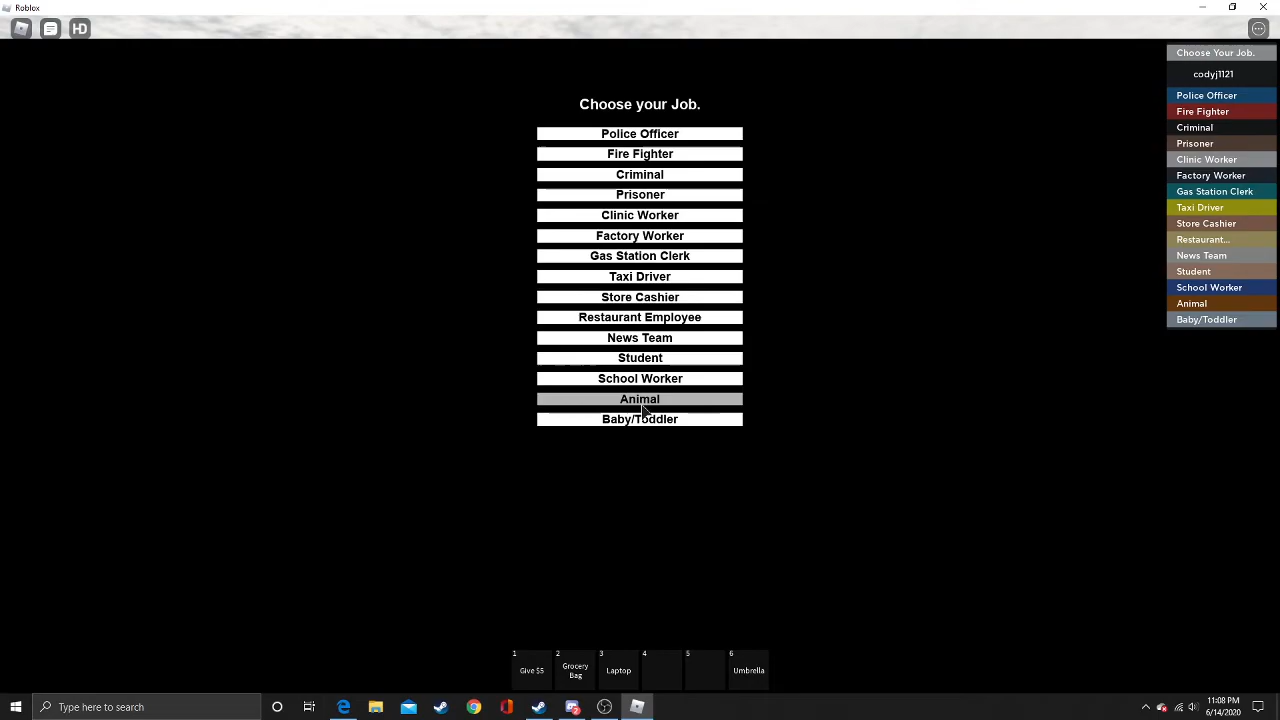 Roblox
HD
Choose Your Job.
codyj1121
Police Officer
Fire Fighter
Criminal
Prisoner
Clinic Worker
Factory Worker
Gas Station Clerk
Taxi Driver
Store Cashier
Restaurant...
News Team
Student
School Worker
Animal
Baby/Toddler
Choose your Job.
Police Officer
Fire Fighter
Criminal
Prisoner
Clinic Worker
Factory Worker
Gas Station Clerk
Taxi Driver
Store Cashier
Restaurant Employee
News Team
Student
School Worker
Animal
Baby/Toddler
1 2 3 4 5 6
Give $5 Grocery Bag Laptop Umbrella
Type here to search
11:08 PM
6/14/2020